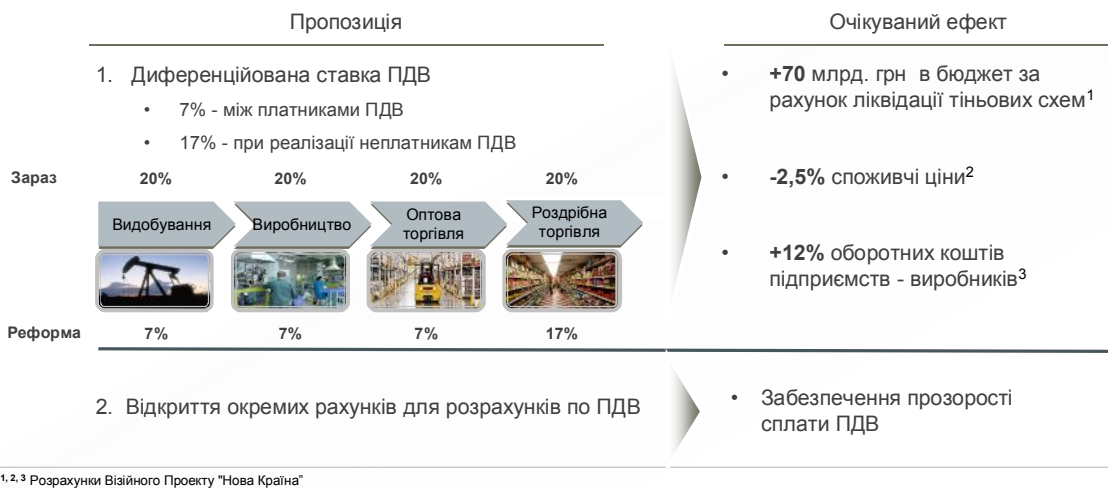 Пропозиція
1. Диференційована ставка ПДВ
• 7% - між платниками ПДВ
• 17% - при реалізації неплатникам ПДВ
Зараз 20% 20% 20% 20%
Видобування Виробництво Оптова торгівля Роздрібна торгівля
Реформа 7% 7% 7% 17%
2. Відкриття окремих рахунків для розрахунків по ПДВ
Очікуваний ефект
• +70 млрд. грн в бюджет за
рахунок ліквідації тіньових схем1
• -2,5% споживчі ціни2
• +12% оборотних коштів
підприємств - виробників3
• Забезпечення прозорості
сплати ПДВ
1, 2, 3 Розрахунки Візійного Проекту "Нова Країна"